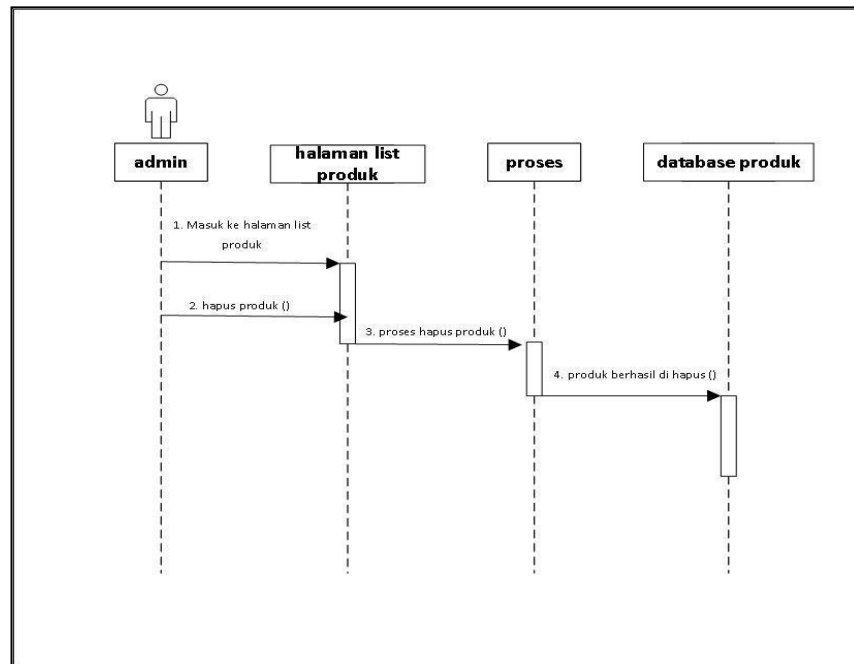 admin
halaman list
produk
proses
database produk
1. Masuk ke halaman list
produk
2. hapus produk ()
3. proses hapus produk ()
4. produk berhasil di hapus ()